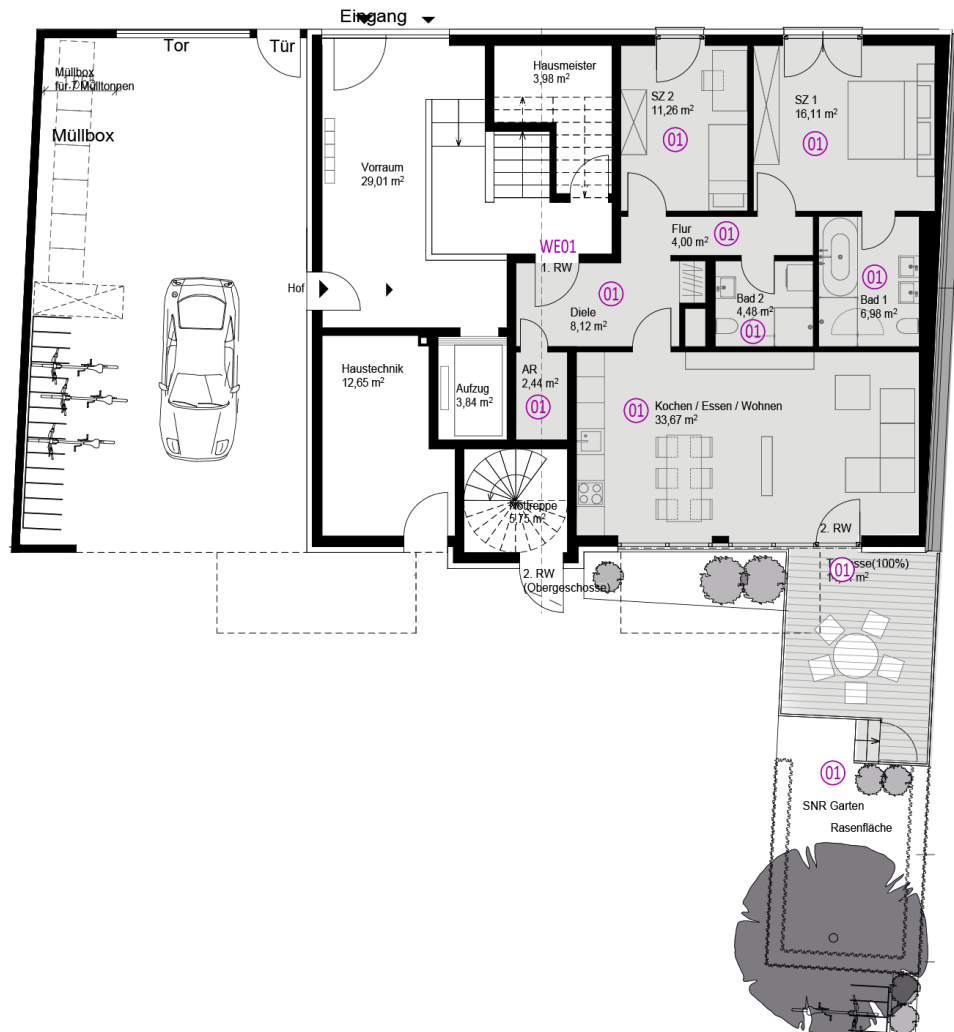 Eingang
Tor
Tür
Müllbox
für 7 Mülltonnen
Müllbox
Hausmeister
3,98 m²
SZ 2
11,26 m²
01
SZ 1
16,11 m²
01
Vorraum
29,01 m²
Flur
4,00 m²
01
WE01
1. RW
Hof
Diele
8,12 m²
01
Bad 2
4,48 m²
01
Bad 1
6,98 m²
01
Haustechnik
12,65 m²
Aufzug
3,84 m²
AR
2,44 m²
01
01
Kochen / Essen / Wohnen
33,67 m²
Nottreppe
5,75 m²
2. RW
2. RW
(Obergeschosse)
01
(100%)
m²
01
SNR Garten
Rasenfläche